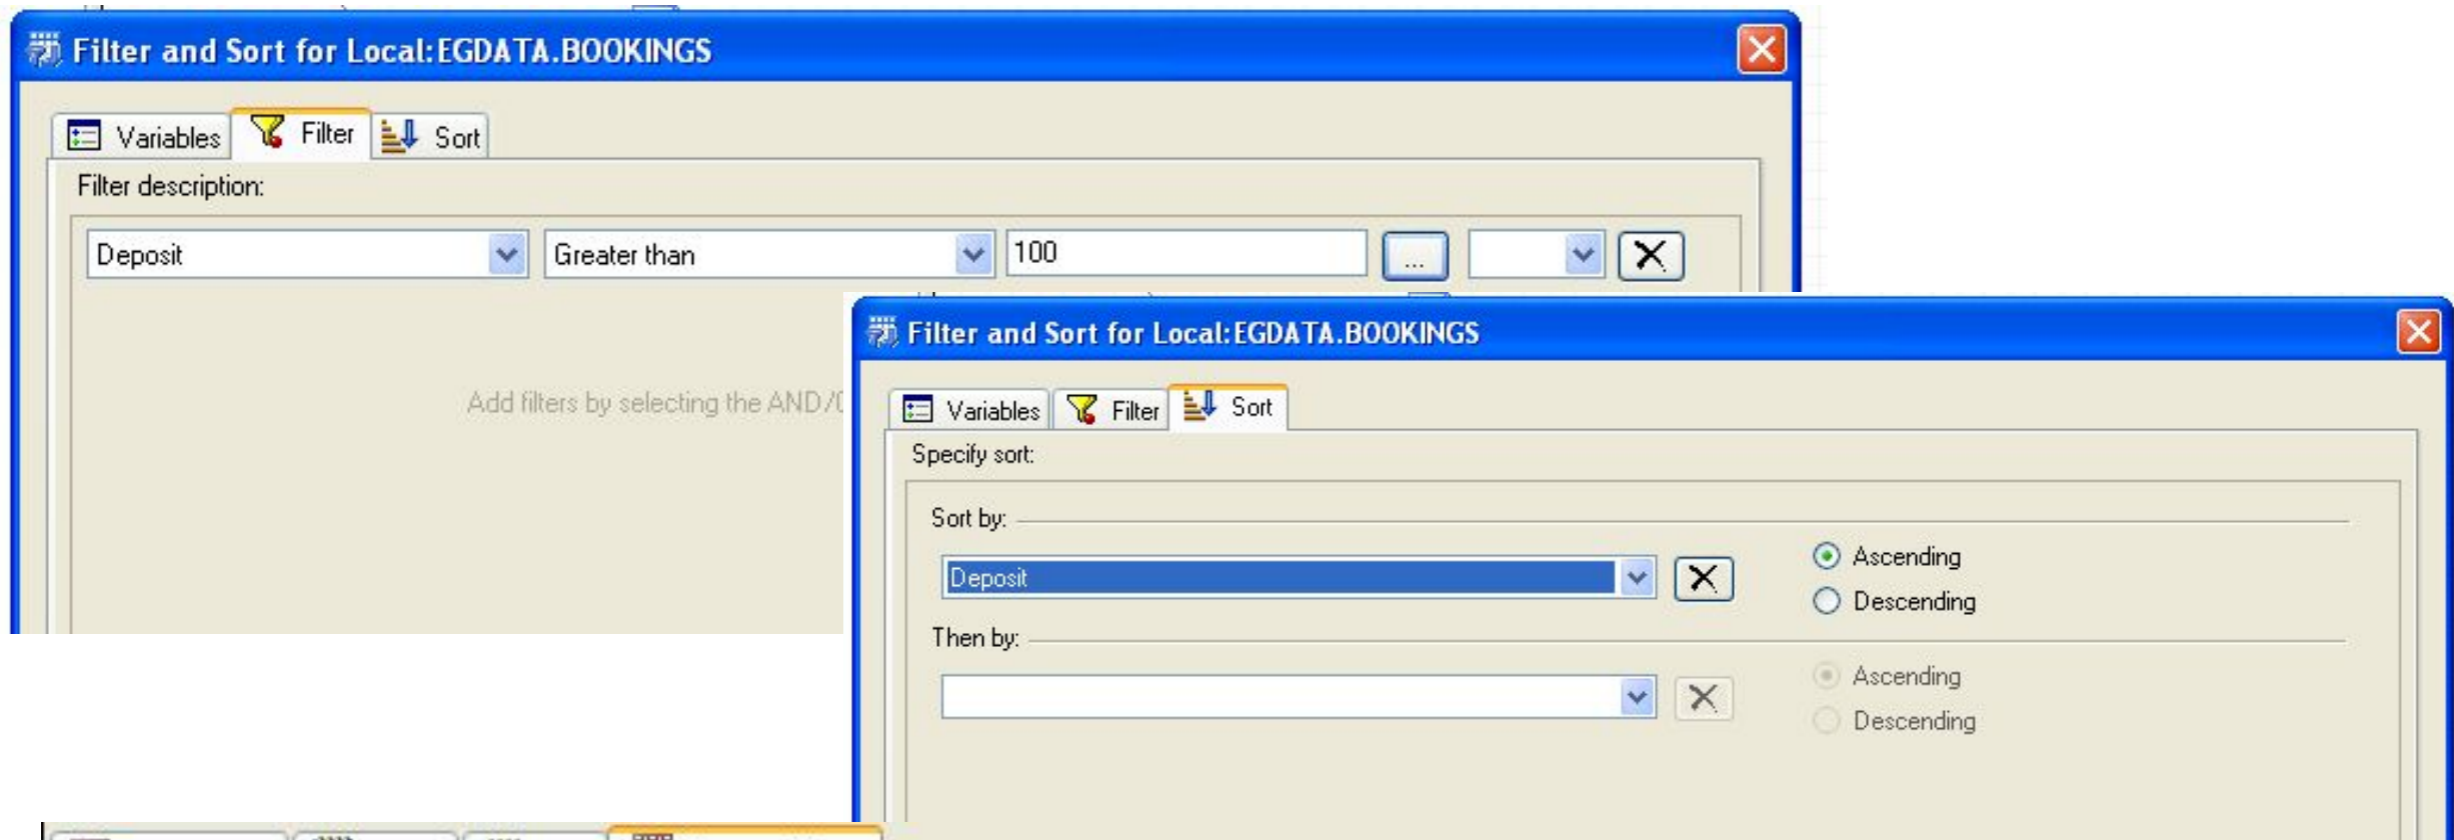 Filter and Sort for Local:EGDATA.BOOKINGS
Variables Filter Sort
Filter description:
Deposit Greater than 100 ...
Add filters by selecting the AND/
Filter and Sort for Local:EGDATA.BOOKINGS
Variables Filter Sort
Specify sort:
Sort by:
Deposit
Ascending
Descending
Then by:
Ascending
Descending